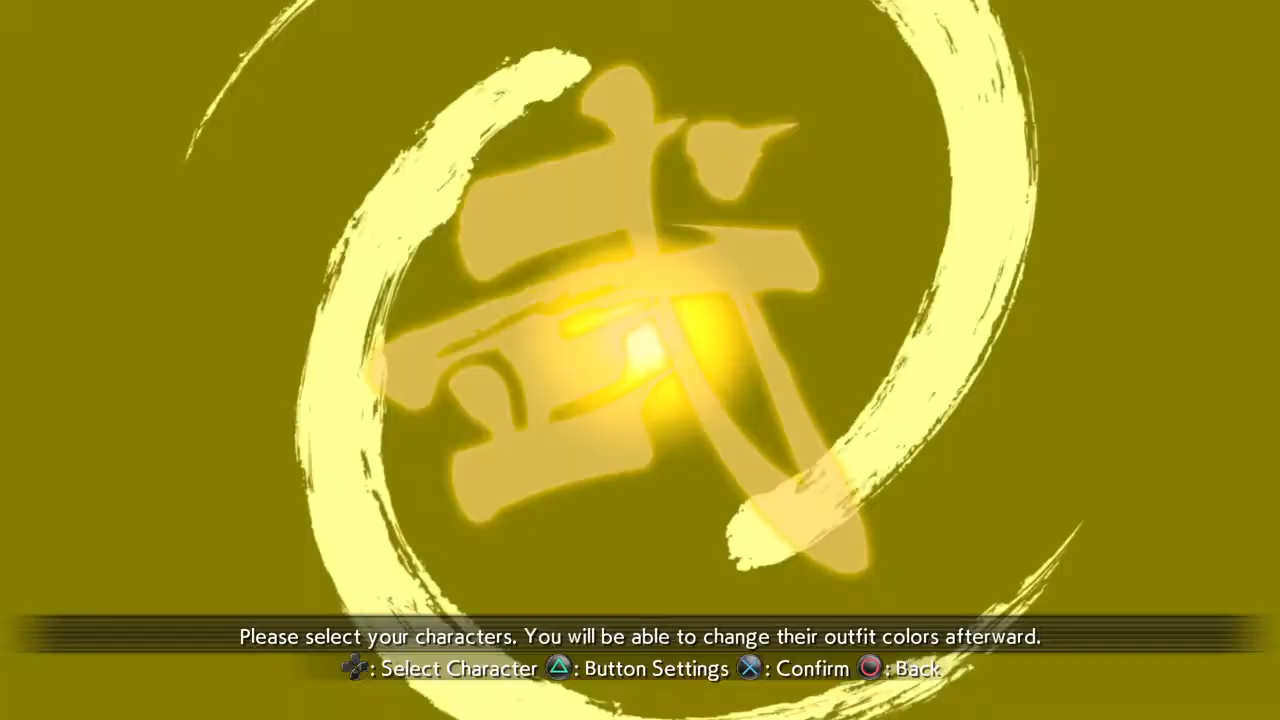 武
Please select your characters. You will be able to change their outfit colors afterward.
: Select Character : Button Settings : Confirm : Back